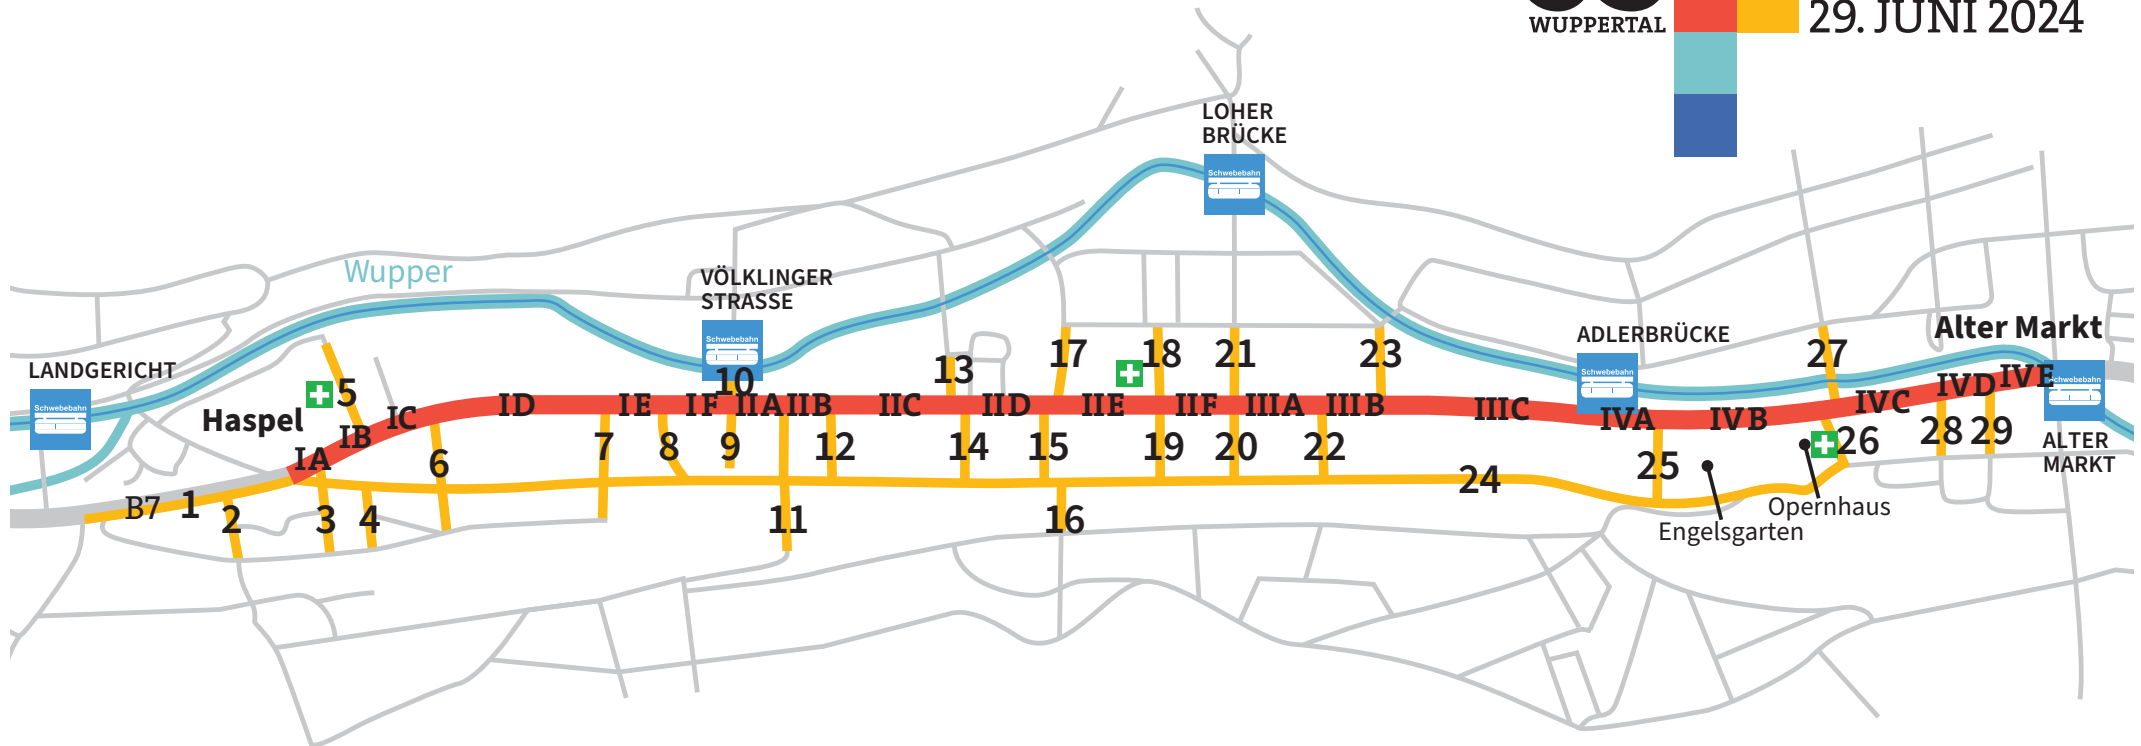 WUPPERTAL
29. JUNI 2024
LOHER
BRÜCKE
Schwebebahn
Wupper
VÖLKLINGER
STRASSE
Schwebebahn
ADLERBRÜCKE
Schwebebahn
Alter Markt
Schwebebahn
ALTER
MARKT
LANDGERICHT
Schwebebahn
Haspel
IA
IB
IC
ID
IE
IF
IIA
IIB
IIC
IID
IIE
IIF
IIIA
IIIB
IIIC
IVA
IVB
IVC
IVD
IVE
B7
1
2
3
4
5
6
7
8
9
10
11
12
13
14
15
16
17
18
19
20
21
22
23
24
25
26
27
28
29
Opernhaus
Engelsgarten